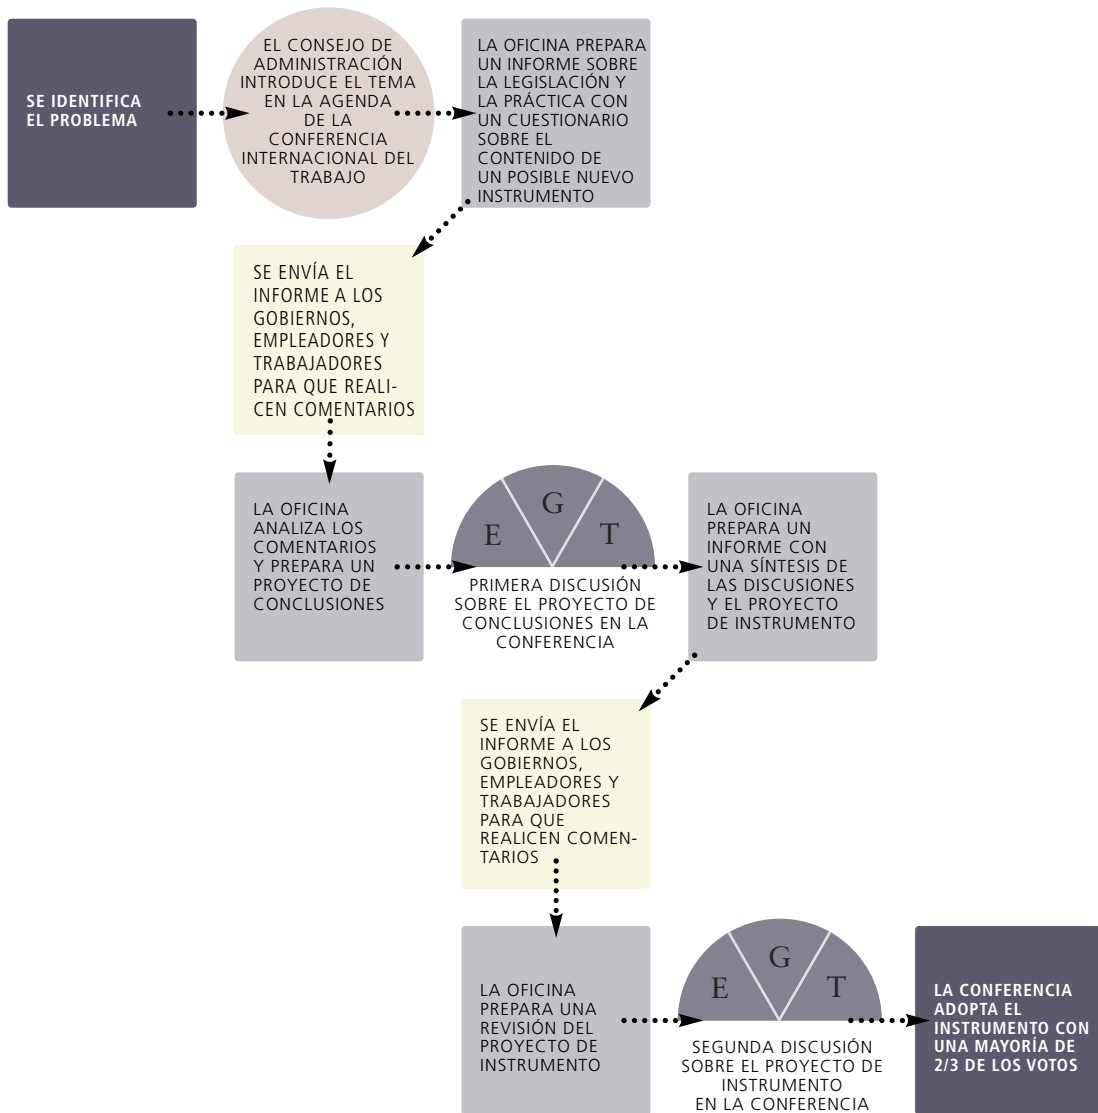 SE IDENTIFICA
EL PROBLEMA
EL CONSEJO DE
ADMINISTRACIÓN
INTRODUCE EL TEMA
EN LA AGENDA
DE LA
CONFERENCIA
INTERNACIONAL DEL
TRABAJO
LA OFICINA PREPARA
UN INFORME SOBRE
LA LEGISLACIÓN Y
LA PRÁCTICA CON
UN CUESTIONARIO
SOBRE EL
CONTENIDO DE
UN POSIBLE NUEVO
INSTRUMENTO
SE ENVÍA EL
INFORME A LOS
GOBIERNOS,
EMPLEADORES Y
TRABAJADORES
PARA QUE REALI-
CEN COMENTARIOS
LA OFICINA
ANALIZA LOS
COMENTARIOS
Y PREPARA UN
PROYECTO DE
CONCLUSIONES
E G T
PRIMERA DISCUSIÓN
SOBRE EL PROYECTO DE
CONCLUSIONES EN LA
CONFERENCIA
LA OFICINA
PREPARA UN
INFORME CON
UNA SÍNTESIS DE
LAS DISCUSIONES
Y EL PROYECTO
DE INSTRUMENTO
SE ENVÍA EL
INFORME A LOS
GOBIERNOS,
EMPLEADORES Y
TRABAJADORES
PARA QUE
REALICEN COMEN-
TARIOS
LA OFICINA
PREPARA UNA
REVISIÓN DEL
PROYECTO DE
INSTRUMENTO
E G T
SEGUNDA DISCUSIÓN
SOBRE EL PROYECTO DE
INSTRUMENTO
EN LA CONFERENCIA
LA CONFERENCIA
ADOPTA EL
INSTRUMENTO CON
UNA MAYORÍA DE
2/3 DE LOS VOTOS